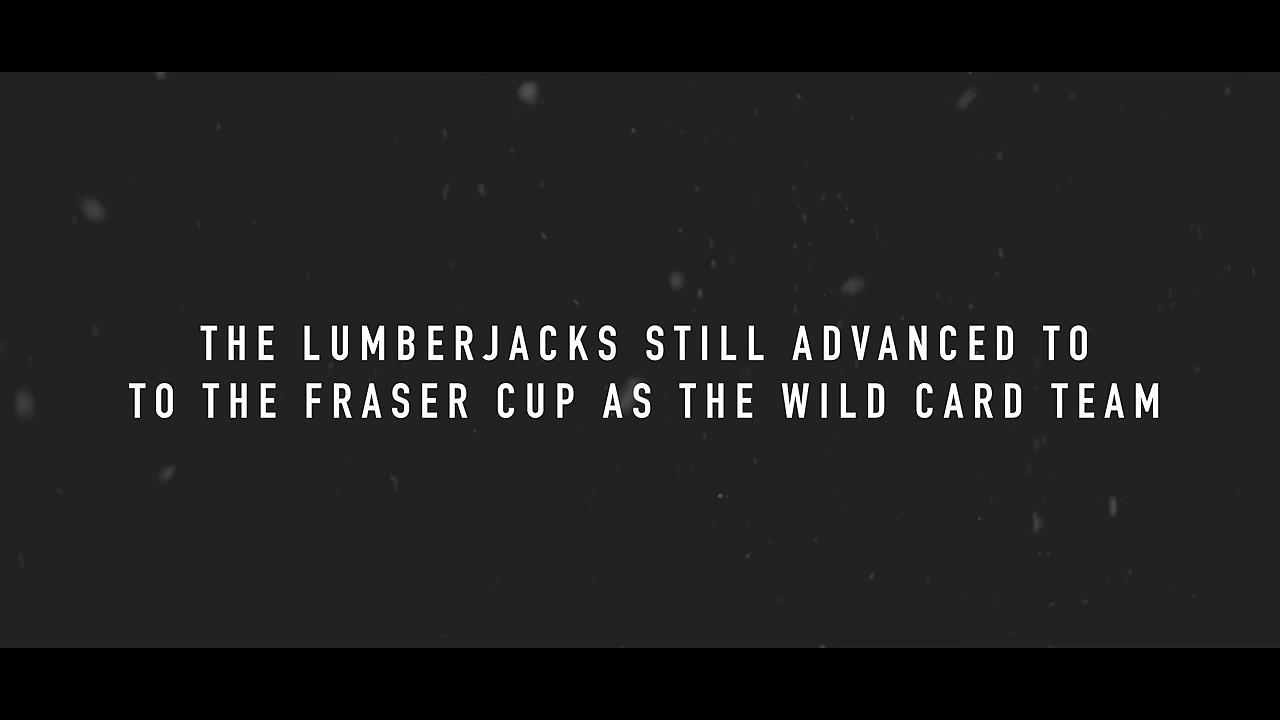 THE LUMBERJACKS STILL ADVANCED TO
TO THE FRASER CUP AS THE WILD CARD TEAM